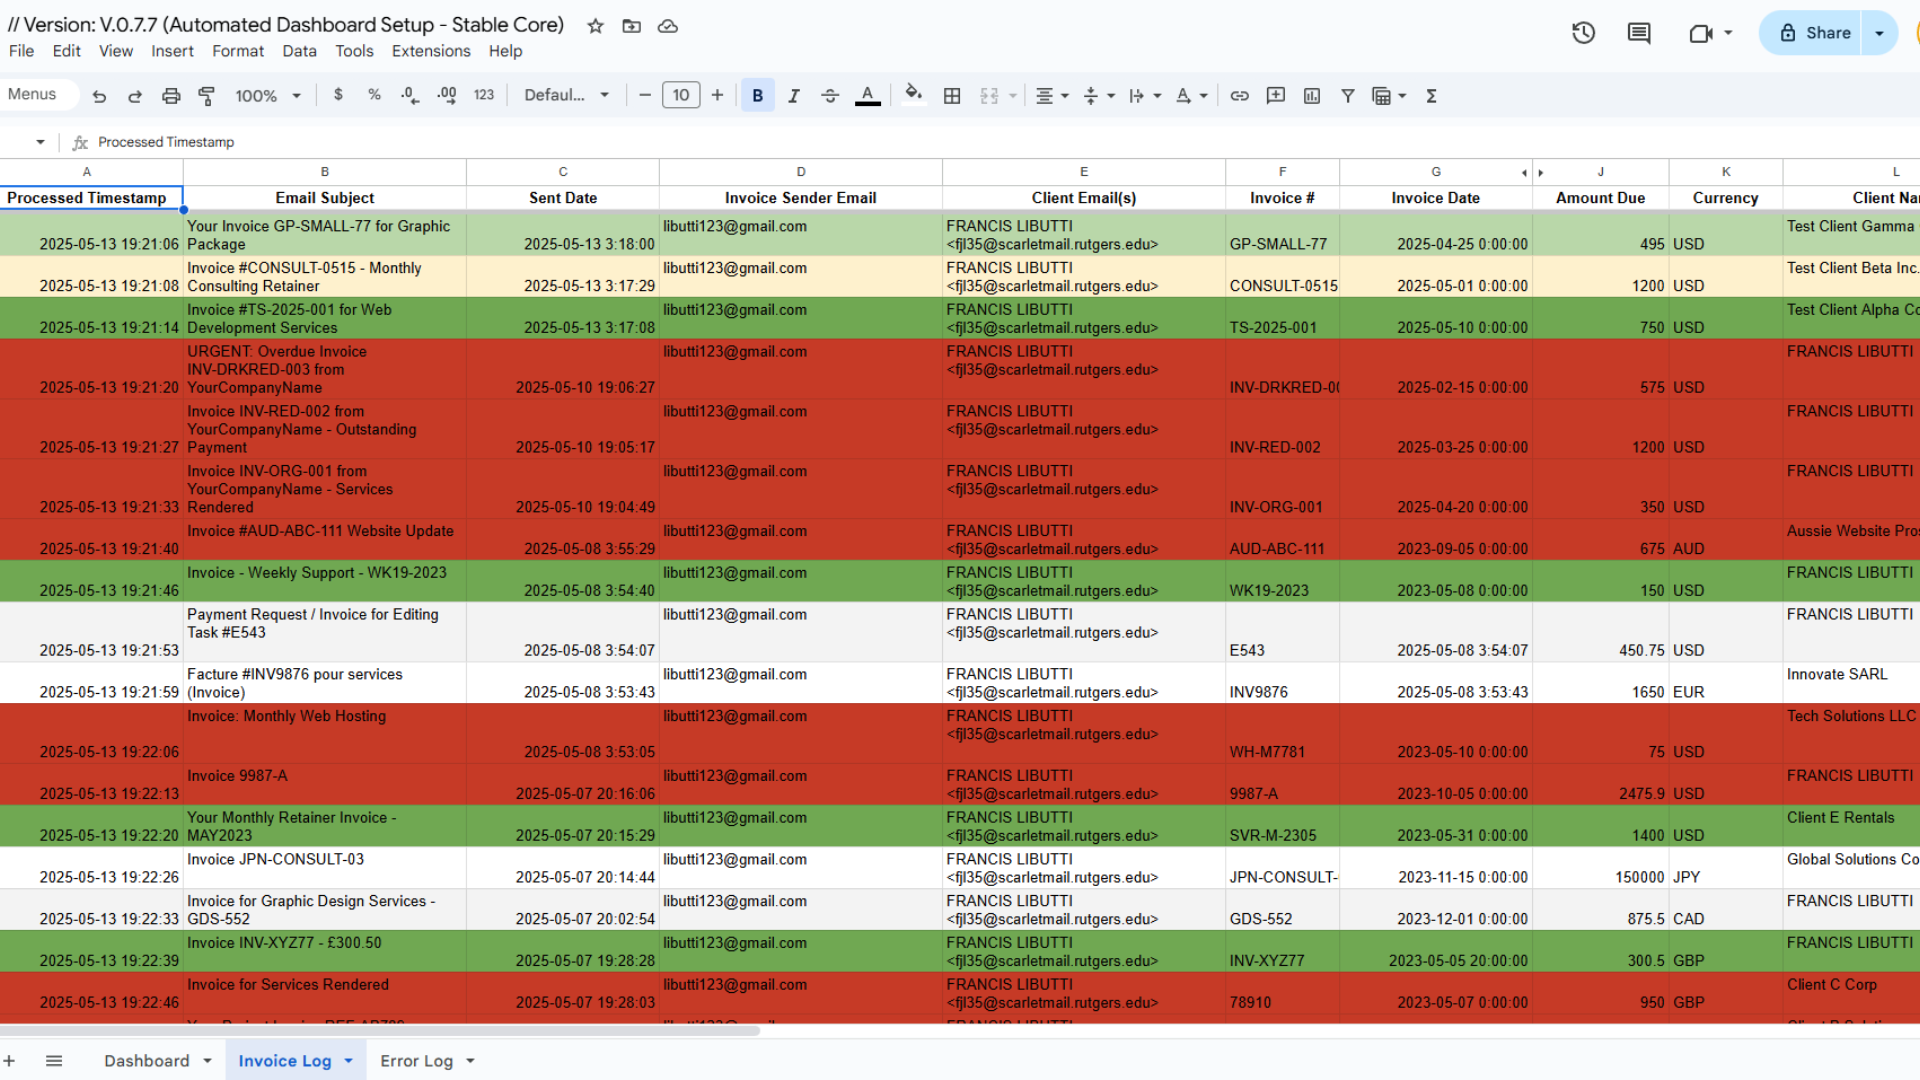 // Version: V.0.7.7 (Automated Dashboard Setup - Stable Core)
File Edit View Insert Format Data Tools Extensions Help
Share
Menus 100% $ % .0 .00 123 Defaul... 10 B I A Σ
fx Processed Timestamp
A B C D E F G J K L
Processed Timestamp Email Subject Sent Date Invoice Sender Email Client Email(s) Invoice # Invoice Date Amount Due Currency Client Na
Your Invoice GP-SMALL-77 for Graphic libutti123@gmail.com FRANCIS LIBUTTI Test Client Gamma
2025-05-13 19:21:06 Package 2025-05-13 3:18:00 <fjl35@scarletmail.rutgers.edu> GP-SMALL-77 2025-04-25 0:00:00 495 USD
Invoice #CONSULT-0515 - Monthly libutti123@gmail.com FRANCIS LIBUTTI Test Client Beta Inc.
2025-05-13 19:21:08 Consulting Retainer 2025-05-13 3:17:29 <fjl35@scarletmail.rutgers.edu> CONSULT-0515 2025-05-01 0:00:00 1200 USD
Invoice #TS-2025-001 for Web libutti123@gmail.com FRANCIS LIBUTTI Test Client Alpha Co
2025-05-13 19:21:14 Development Services 2025-05-13 3:17:08 <fjl35@scarletmail.rutgers.edu> TS-2025-001 2025-05-10 0:00:00 750 USD
URGENT: Overdue Invoice libutti123@gmail.com FRANCIS LIBUTTI FRANCIS LIBUTTI
INV-DRKRED-003 from <fjl35@scarletmail.rutgers.edu>
2025-05-13 19:21:20 YourCompanyName 2025-05-10 19:06:27 INV-DRKRED-00 2025-02-15 0:00:00 575 USD
Invoice INV-RED-002 from libutti123@gmail.com FRANCIS LIBUTTI FRANCIS LIBUTTI
YourCompanyName - Outstanding <fjl35@scarletmail.rutgers.edu>
2025-05-13 19:21:27 Payment 2025-05-10 19:05:17 INV-RED-002 2025-03-25 0:00:00 1200 USD
Invoice INV-ORG-001 from libutti123@gmail.com FRANCIS LIBUTTI FRANCIS LIBUTTI
YourCompanyName - Services <fjl35@scarletmail.rutgers.edu>
2025-05-13 19:21:33 Rendered 2025-05-10 19:04:49 INV-ORG-001 2025-04-20 0:00:00 350 USD
Invoice #AUD-ABC-111 Website Update libutti123@gmail.com FRANCIS LIBUTTI Aussie Website Pro
2025-05-13 19:21:40 2025-05-08 3:55:29 <fjl35@scarletmail.rutgers.edu> AUD-ABC-111 2023-09-05 0:00:00 675 AUD
Invoice - Weekly Support - WK19-2023 libutti123@gmail.com FRANCIS LIBUTTI FRANCIS LIBUTTI
2025-05-13 19:21:46 2025-05-08 3:54:40 <fjl35@scarletmail.rutgers.edu> WK19-2023 2023-05-08 0:00:00 150 USD
Payment Request / Invoice for Editing libutti123@gmail.com FRANCIS LIBUTTI FRANCIS LIBUTTI
Task #E543 <fjl35@scarletmail.rutgers.edu>
2025-05-13 19:21:53 2025-05-08 3:54:07 E543 2025-05-08 3:54:07 450.75 USD
Facture #INV9876 pour services libutti123@gmail.com FRANCIS LIBUTTI Innovate SARL
2025-05-13 19:21:59 (Invoice) 2025-05-08 3:53:43 <fjl35@scarletmail.rutgers.edu> INV9876 2025-05-08 3:53:43 1650 EUR
Invoice: Monthly Web Hosting libutti123@gmail.com FRANCIS LIBUTTI Tech Solutions LLC
<fjl35@scarletmail.rutgers.edu>
2025-05-13 19:22:06 2025-05-08 3:53:05 WH-M7781 2023-05-10 0:00:00 75 USD
Invoice 9987-A libutti123@gmail.com FRANCIS LIBUTTI FRANCIS LIBUTTI
2025-05-13 19:22:13 2025-05-07 20:16:06 <fjl35@scarletmail.rutgers.edu> 9987-A 2023-10-05 0:00:00 2475.9 USD
Your Monthly Retainer Invoice - libutti123@gmail.com FRANCIS LIBUTTI Client E Rentals
2025-05-13 19:22:20 MAY2023 2025-05-07 20:15:29 <fjl35@scarletmail.rutgers.edu> SVR-M-2305 2023-05-31 0:00:00 1400 USD
Invoice JPN-CONSULT-03 libutti123@gmail.com FRANCIS LIBUTTI Global Solutions Co
2025-05-13 19:22:26 2025-05-07 20:14:44 <fjl35@scarletmail.rutgers.edu> JPN-CONSULT- 2023-11-15 0:00:00 150000 JPY
Invoice for Graphic Design Services - libutti123@gmail.com FRANCIS LIBUTTI FRANCIS LIBUTTI
2025-05-13 19:22:33 GDS-552 2025-05-07 20:02:54 <fjl35@scarletmail.rutgers.edu> GDS-552 2023-12-01 0:00:00 875.5 CAD
Invoice INV-XYZ77 - £300.50 libutti123@gmail.com FRANCIS LIBUTTI FRANCIS LIBUTTI
2025-05-13 19:22:39 2025-05-07 19:28:28 <fjl35@scarletmail.rutgers.edu> INV-XYZ77 2023-05-05 20:00:00 300.5 GBP
Invoice for Services Rendered libutti123@gmail.com FRANCIS LIBUTTI Client C Corp
2025-05-13 19:22:46 2025-05-07 19:28:03 <fjl35@scarletmail.rutgers.edu> 78910 2023-05-07 0:00:00 950 GBP
libutti123@gmail.com FRANCIS LIBUTTI
+ Dashboard Invoice Log Error Log